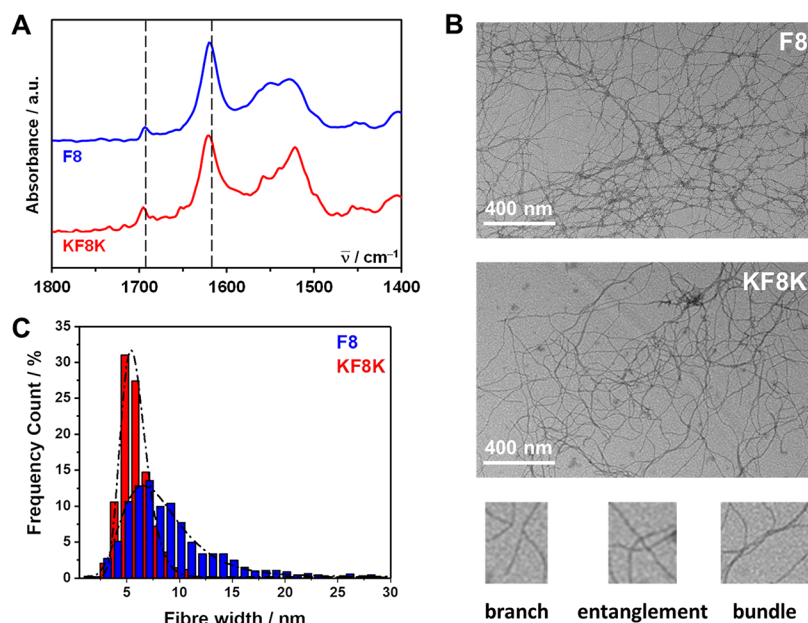 A
Absorbance / a.u.
F8
KF8K
ν̅ / cm⁻¹
1800 1700 1600 1500 1400
B
F8
400 nm
KF8K
400 nm
branch entanglement bundle
C
F8
KF8K
Frequency Count / %
35
30
25
20
15
10
5
0
5 10 15 20 25 30
Fibre width / nm